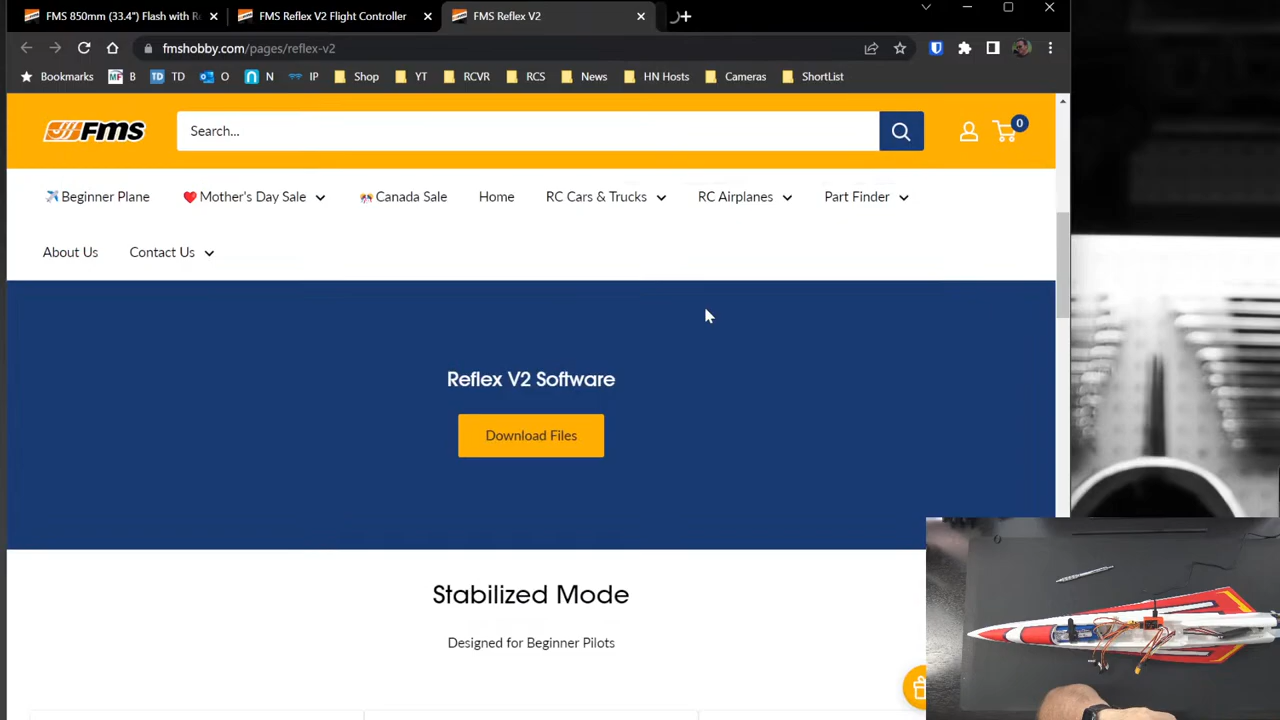 FMS 850mm (33.4") Flash with Re
FMS Reflex V2 Flight Controller
FMS Reflex V2
fmshobby.com/pages/reflex-v2
Bookmarks
B
TD
TD
O
N
IP
Shop
YT
RCVR
RCS
News
HN Hosts
Cameras
ShortList
Fms
Search...
0
Beginner Plane
Mother's Day Sale
Canada Sale
Home
RC Cars & Trucks
RC Airplanes
Part Finder
About Us
Contact Us
Reflex V2 Software
Download Files
Stabilized Mode
Designed for Beginner Pilots